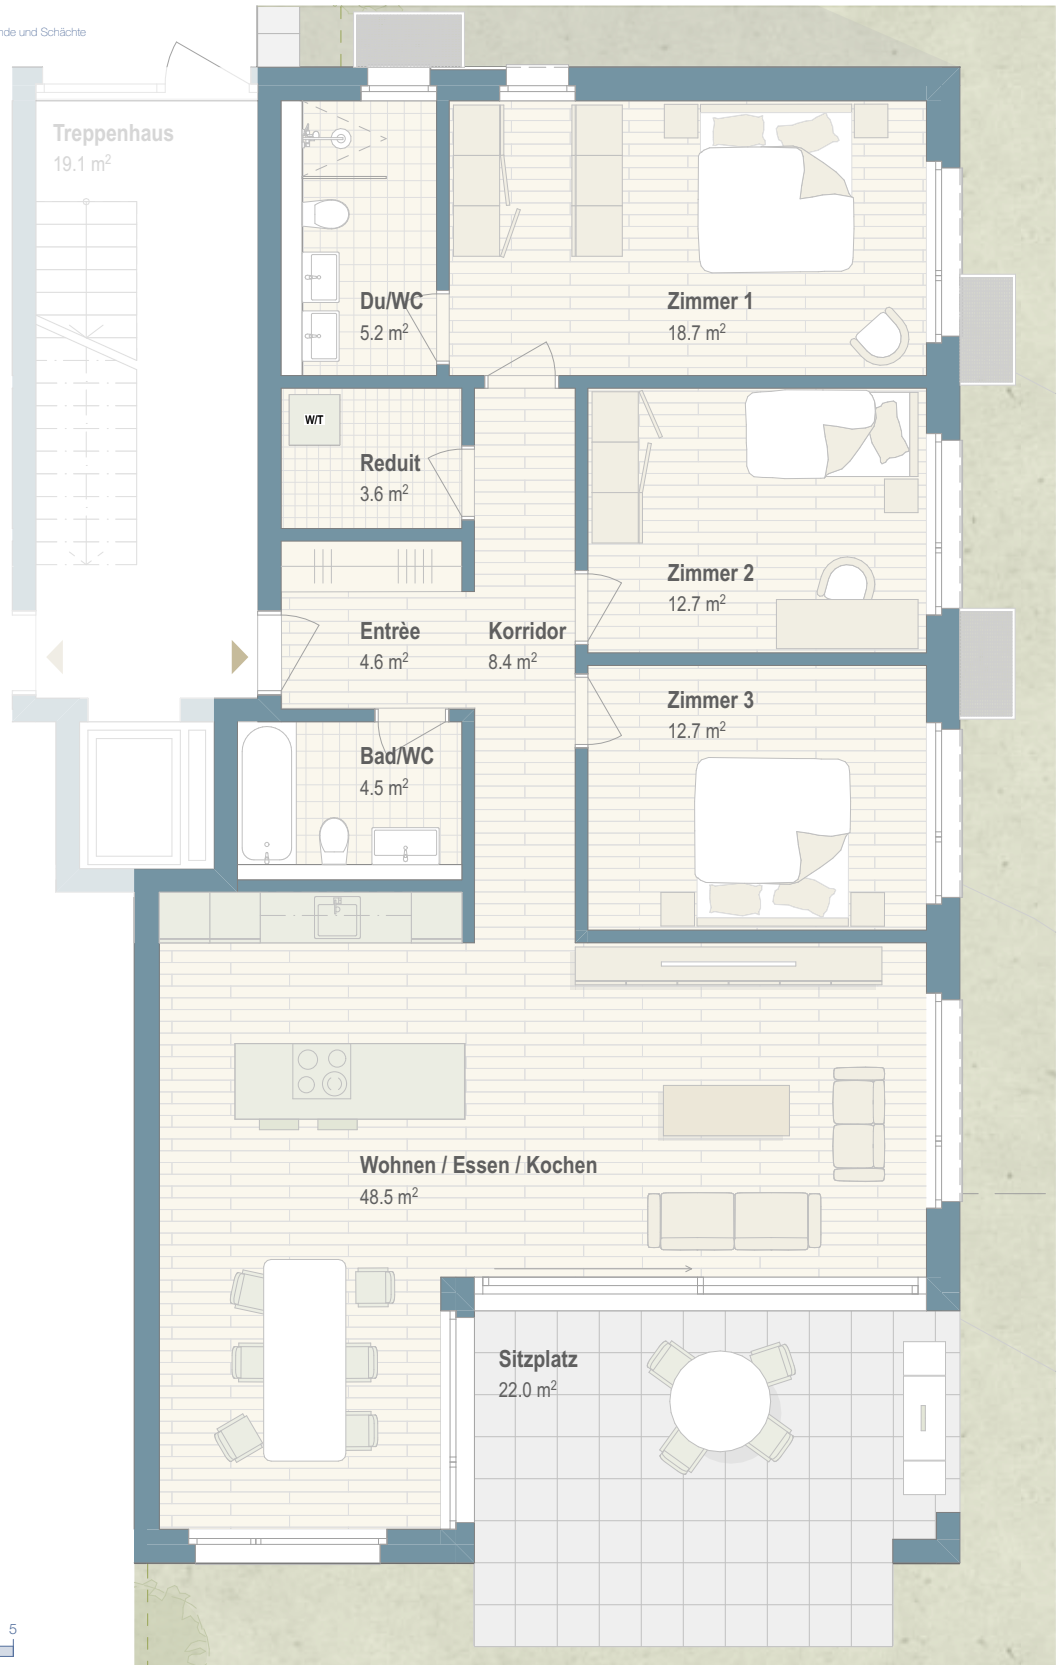 nde und Schächte
Treppenhaus
19.1 m²
Du/WC
5.2 m²
Zimmer 1
18.7 m²
W/T
Reduit
3.6 m²
Zimmer 2
12.7 m²
Entrèe
4.6 m²
Korridor
8.4 m²
Zimmer 3
12.7 m²
Bad/WC
4.5 m²
Wohnen / Essen / Kochen
48.5 m²
Sitzplatz
22.0 m²
5